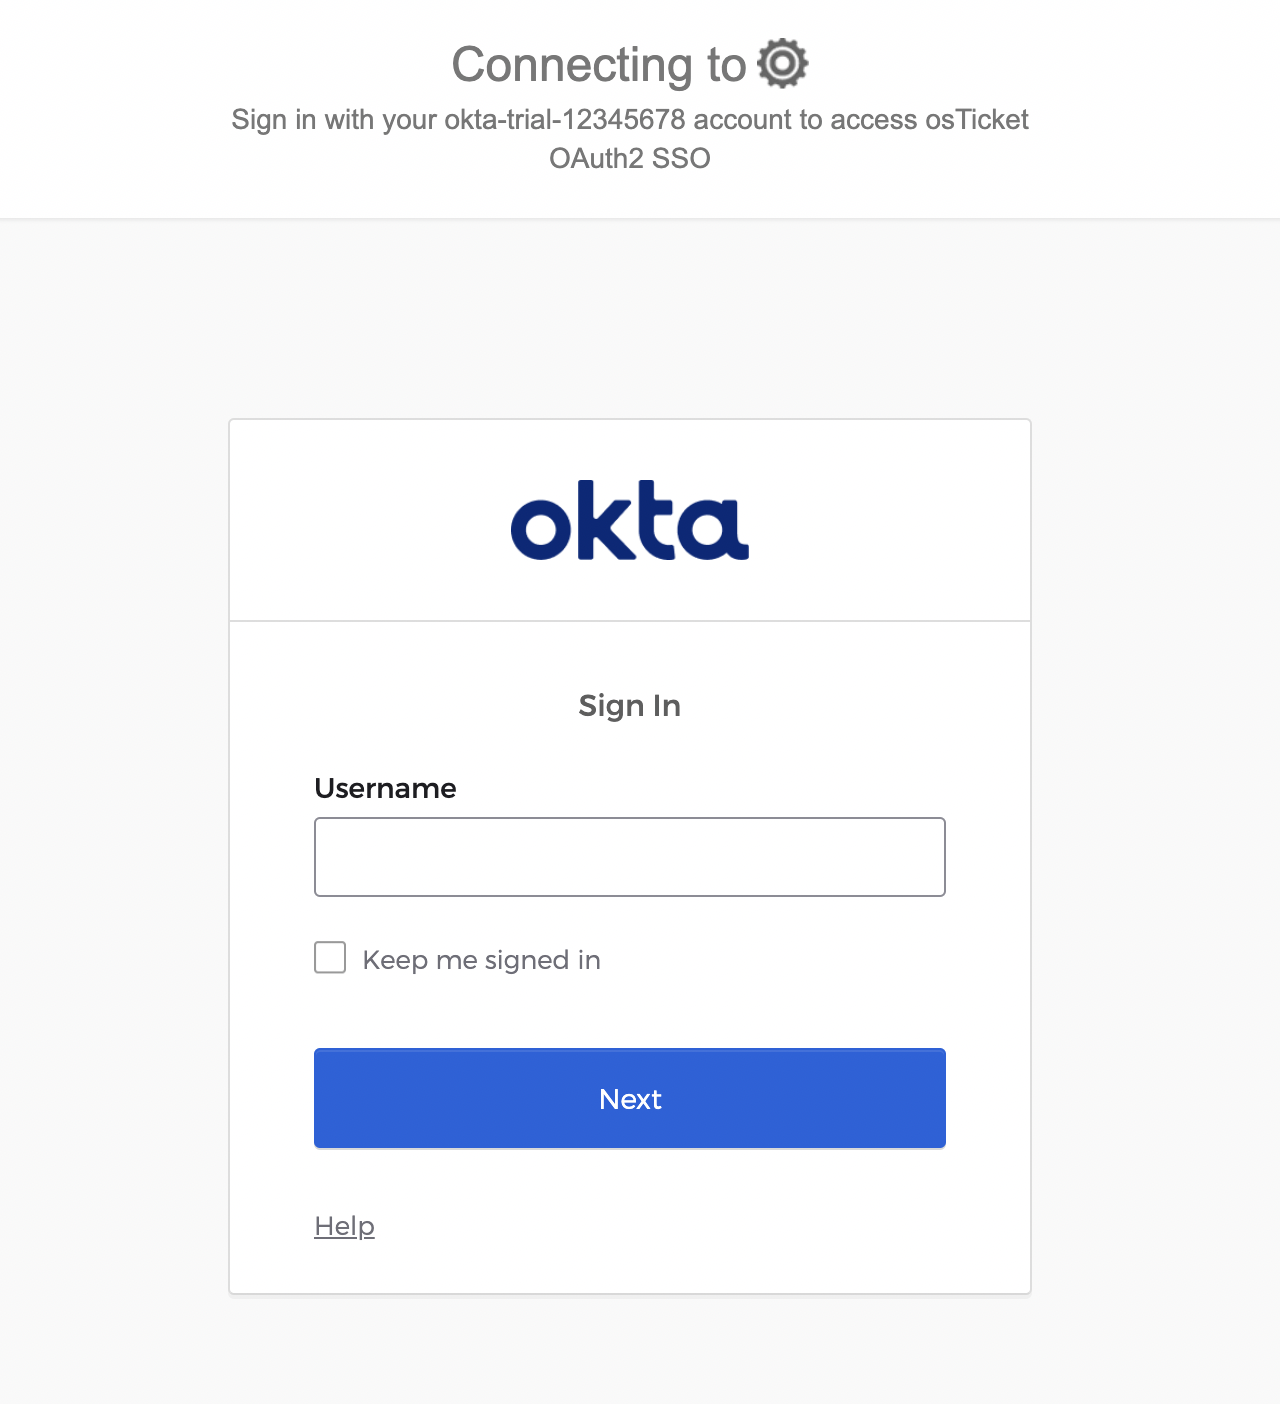 Connecting to
Sign in with your okta-trial-12345678 account to access osTicket
OAuth2 SSO
okta
Sign In
Username
Keep me signed in
Next
Help